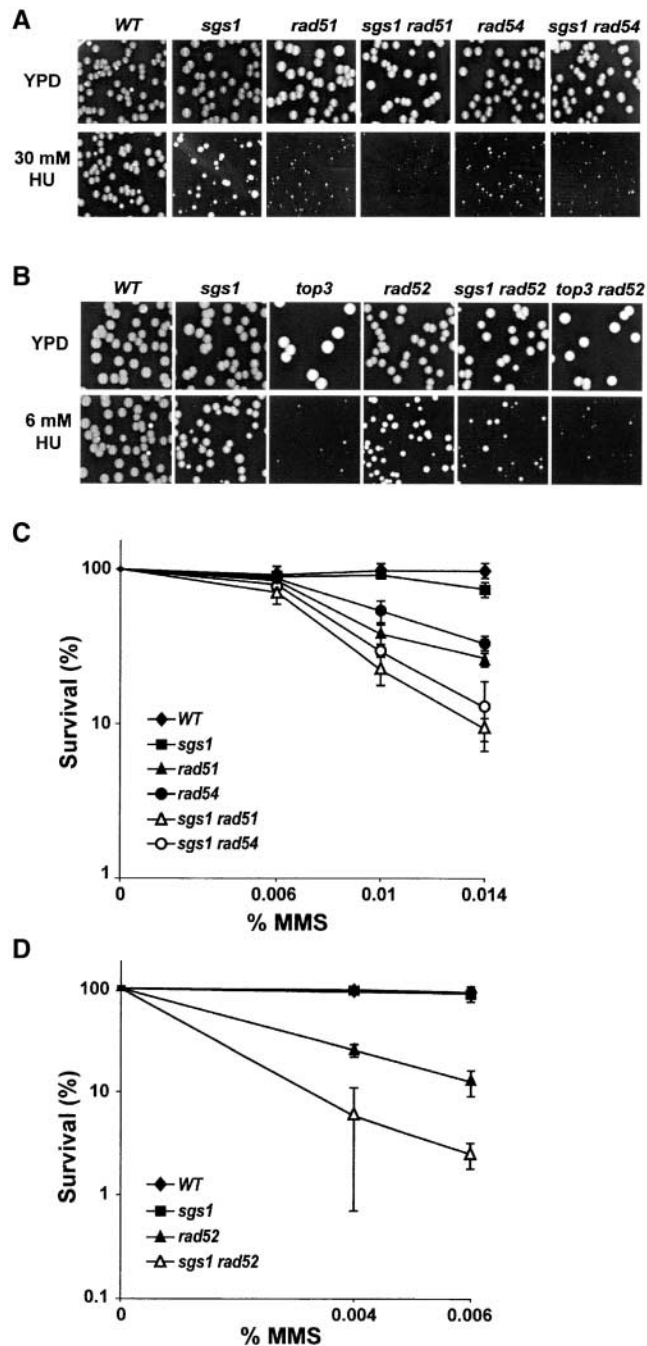 A
WT sgs1 rad51 sgs1 rad51 rad54 sgs1 rad54
YPD
30 mM
HU
B
WT sgs1 top3 rad52 sgs1 rad52 top3 rad52
YPD
6 mM
HU
C
Survival (%)
100
10
1
WT
sgs1
rad51
rad54
sgs1 rad51
sgs1 rad54
0 0.006 0.01 0.014
% MMS
D
Survival (%)
100
10
1
0.1
WT
sgs1
rad52
sgs1 rad52
0 0.004 0.006
% MMS